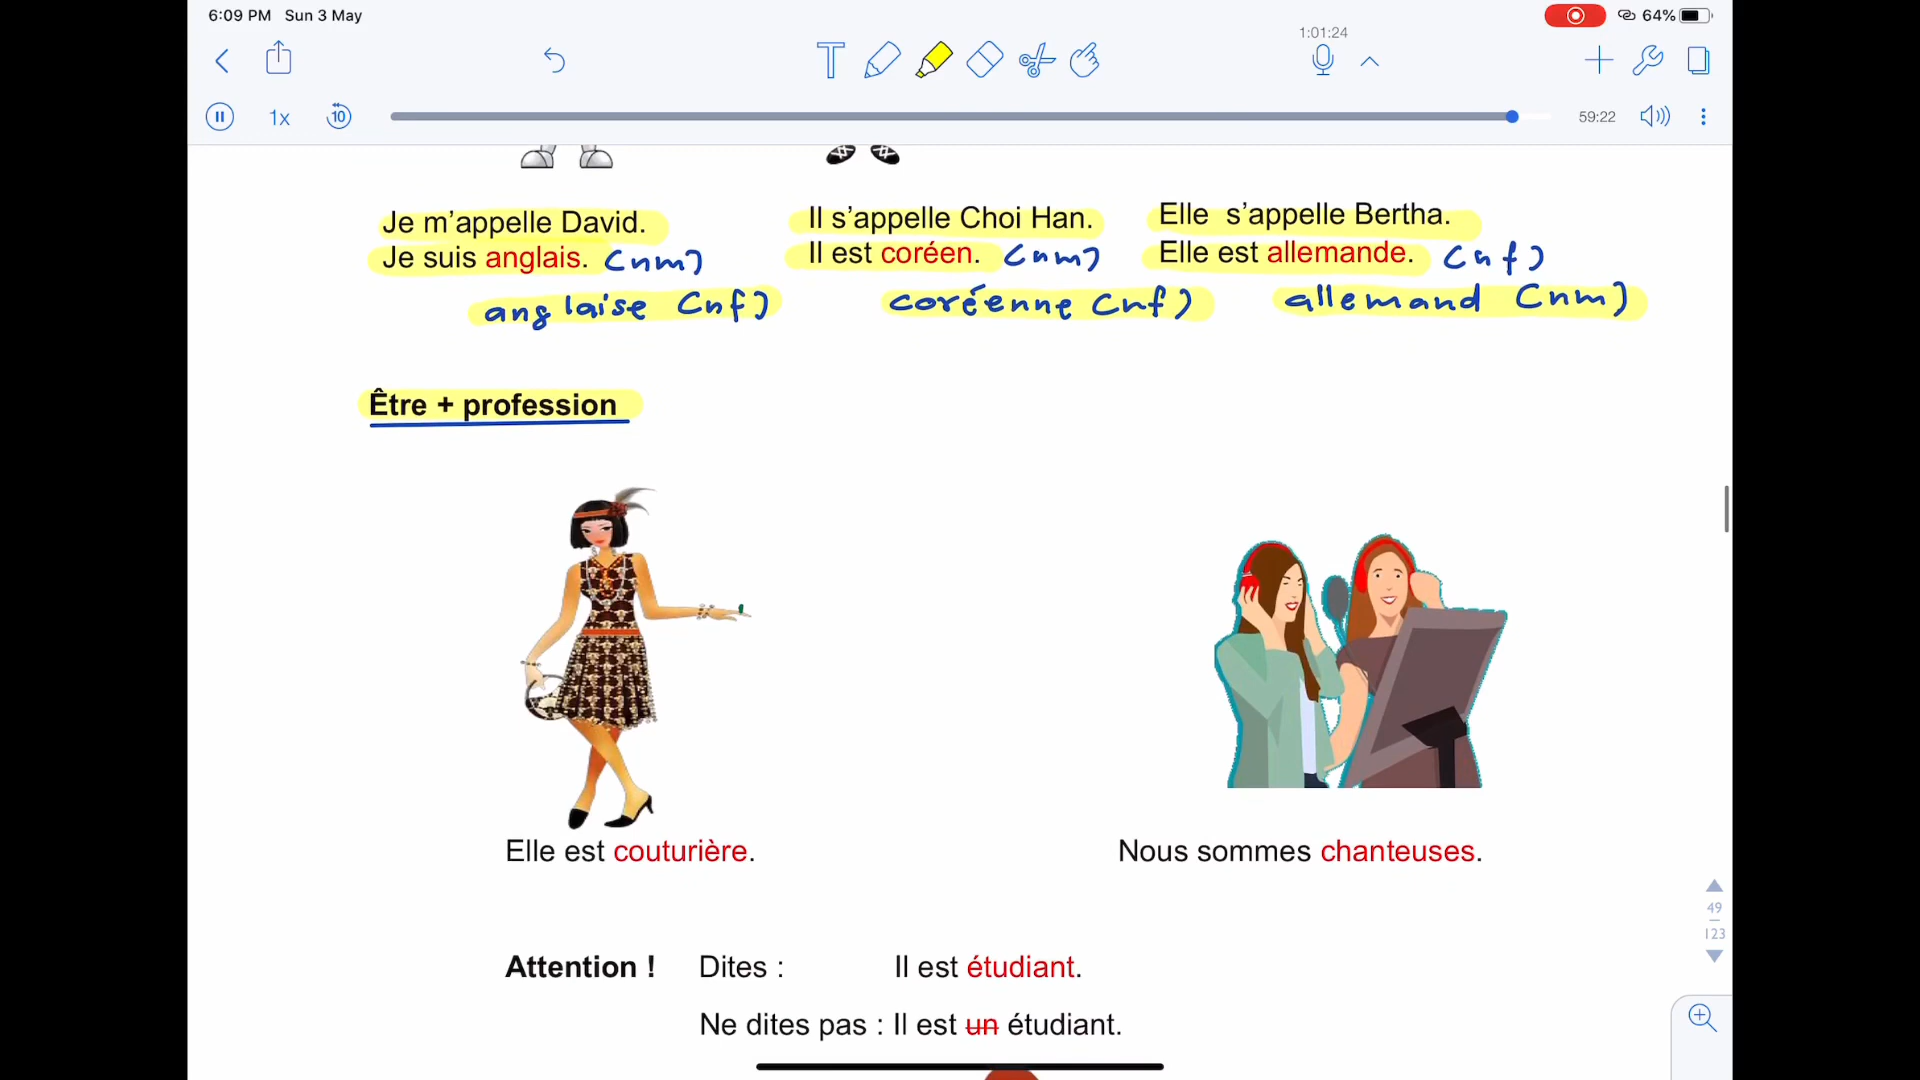 6:09 PM Sun 3 May
64%
1:01:24
1x
10
59:22
Je m’appelle David.
Je suis anglais. (nm)
anglaise (nf)
Il s’appelle Choi Han.
Il est coréen. (nm)
coréenne (nf)
Elle s’appelle Bertha.
Elle est allemande. (nf)
allemand (nm)
Être + profession
Elle est couturière.
Nous sommes chanteuses.
49
123
Attention ! Dites : Il est étudiant.
Ne dites pas : Il est un étudiant.